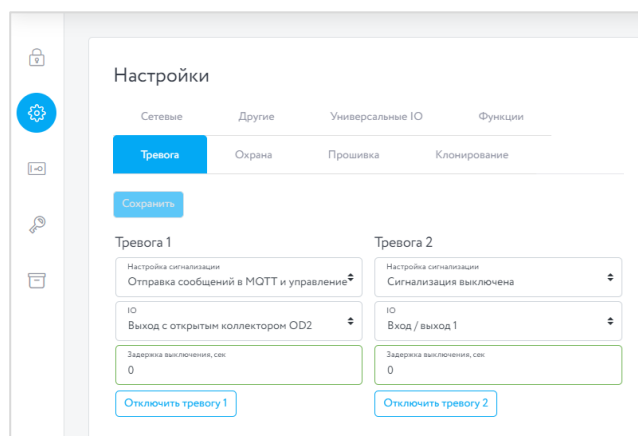 Настройки
Сетевые Другие Универсальные IO Функции
Тревога Охрана Прошивка Клонирование
Сохранить
Тревога 1 Тревога 2
Настройка сигнализации Настройка сигнализации
Отправка сообщений в MQTT и управление Сигнализация выключена
IO IO
Выход с открытым коллектором OD2 Вход / выход 1
Задержка выключения, сек Задержка выключения, сек
0 0
Отключить тревогу 1 Отключить тревогу 2